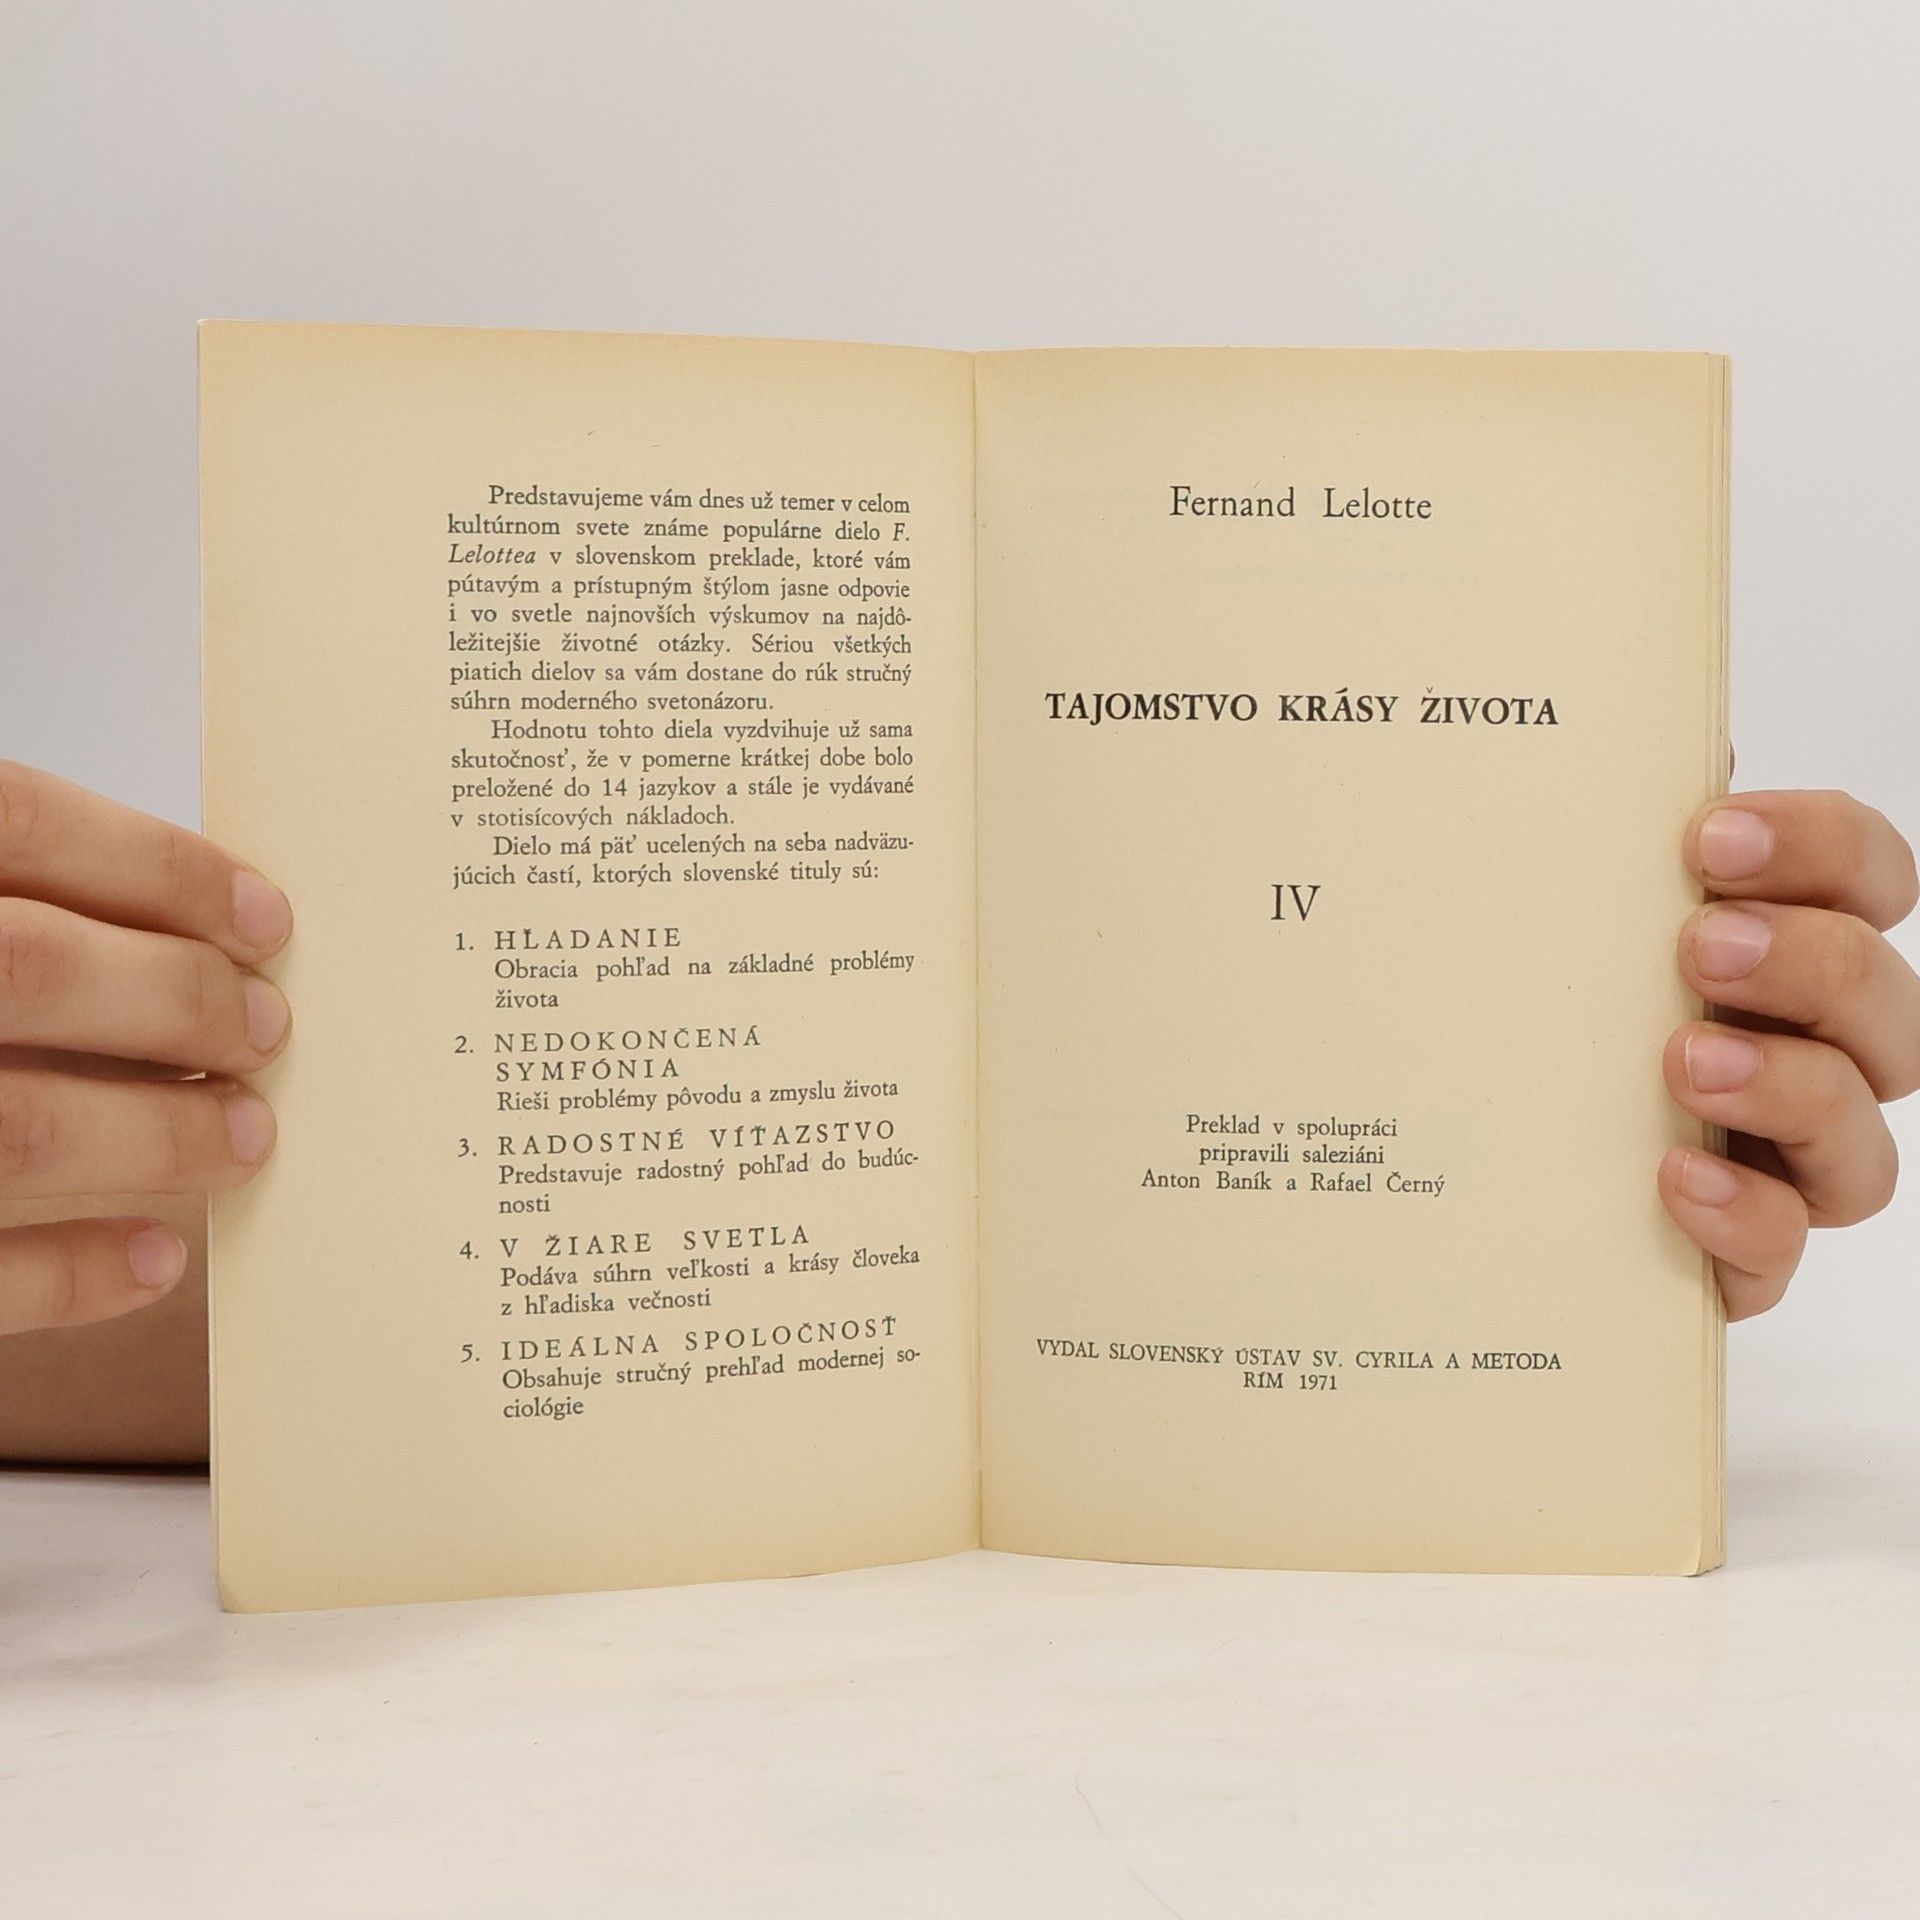 Predstavujeme vám dnes už temer v celom
kultúrnom svete známe populárne dielo F.
Lelottea v slovenskom preklade, ktoré vám
pútavým a prístupným štýlom jasne odpovie
i vo svetle najnovších výskumov na najdô-
ležitejšie životné otázky. Sériou všetkých
piatich dielov sa vám dostane do rúk stručný
súhrn moderného svetonázoru.
Hodnotu tohto diela vyzdvihuje už sama
skutočnosť, že v pomerne krátkej dobe bolo
preložené do 14 jazykov a stále je vydávané
v stotisícových nákladoch.
Dielo má päť ucelených na seba nadväzu-
júcich častí, ktorých slovenské tituly sú:
1. HĽADANIE
Obracia pohľad na základné problémy
života
2. NEDOKONČENÁ
SYMFÓNIA
Rieši problémy pôvodu a zmyslu života
3. RADOSTNÉ VÍŤAZSTVO
Predstavuje radostný pohľad do budúc-
nosti
4. V ŽIARE SVETLA
Podáva súhrn veľkosti a krásy človeka
z hľadiska večnosti
5. IDEÁLNA SPOLOČNOSŤ
Obsahuje stručný prehľad modernej so-
ciológie
Fernand Lelotte
TAJOMSTVO KRÁSY ŽIVOTA
IV
Preklad v spolupráci
pripravili saleziáni
Anton Baník a Rafael Černý
VYDAL SLOVENSKÝ ÚSTAV SV. CYRILA A METODA
RÍM 1971